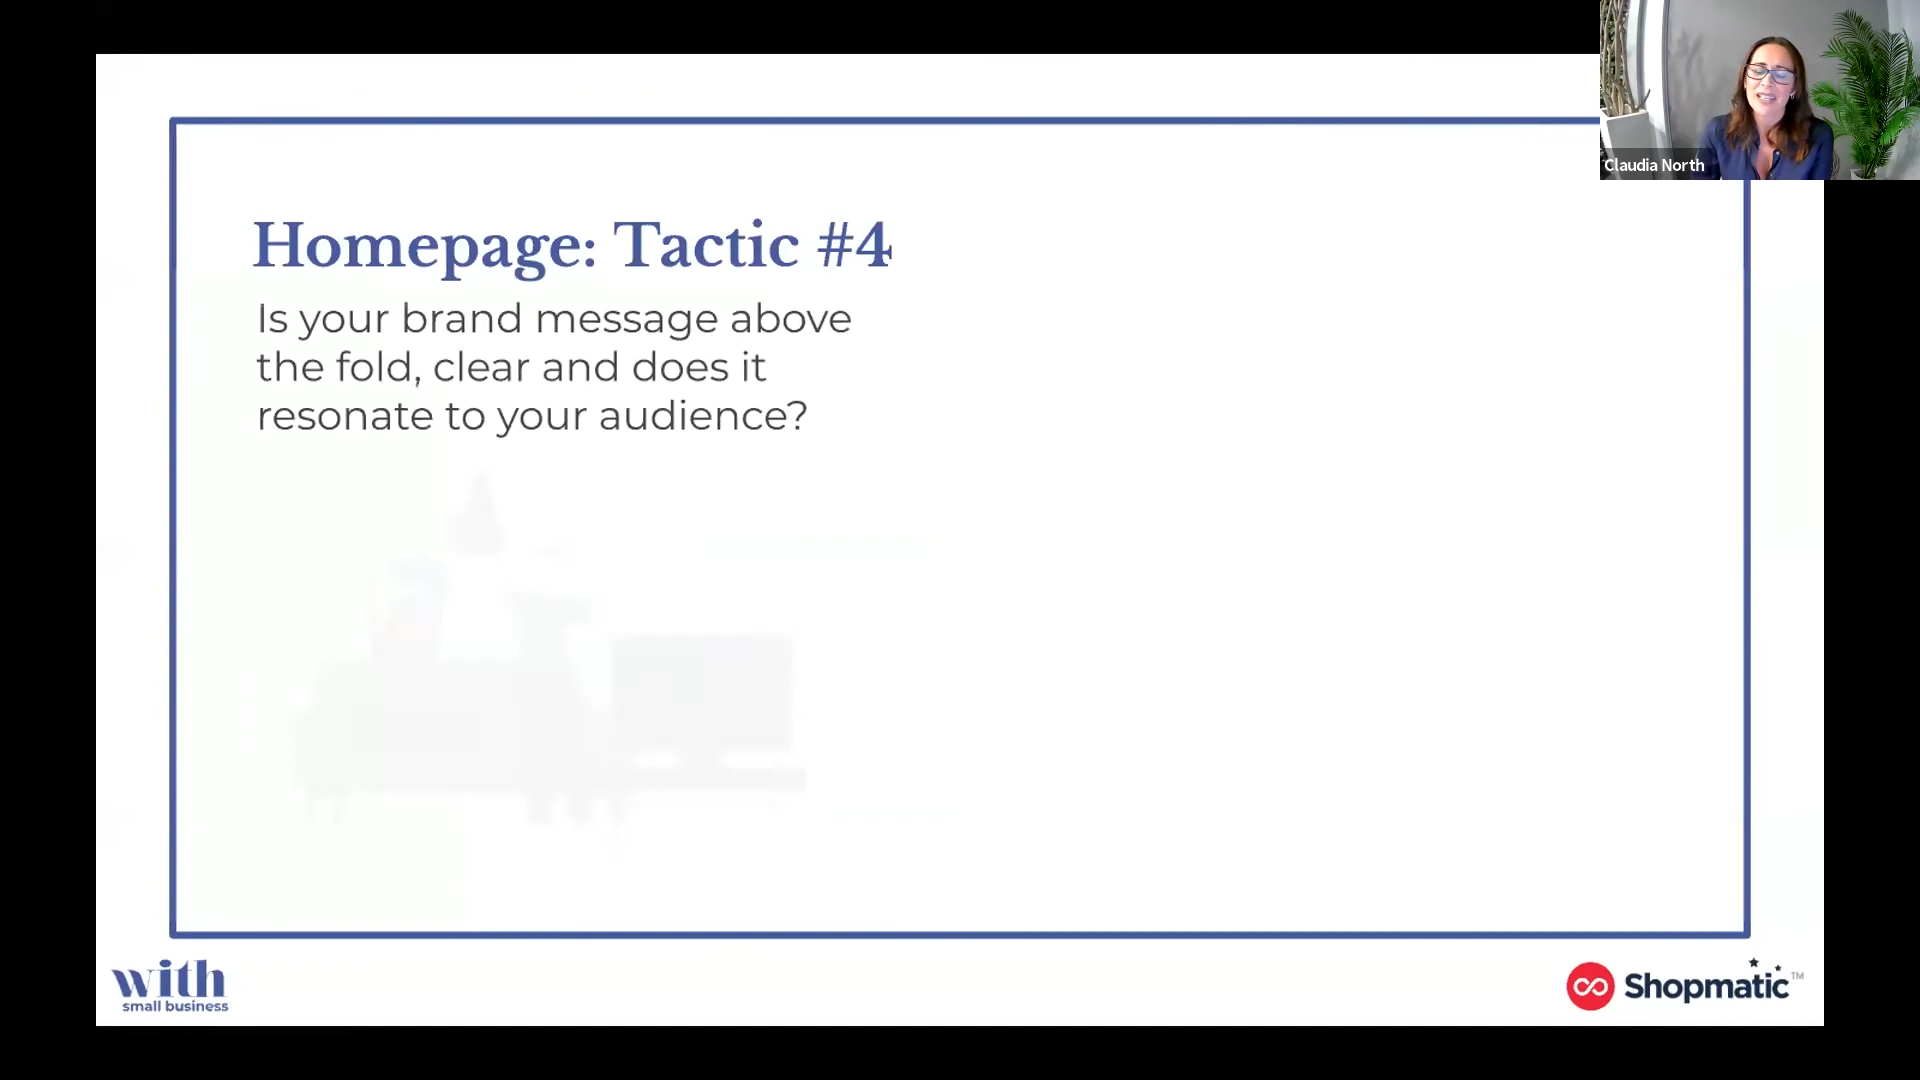 Claudia North
Homepage: Tactic #4
Is your brand message above
the fold, clear and does it
resonate to your audience?
with
small business
Shopmatic™